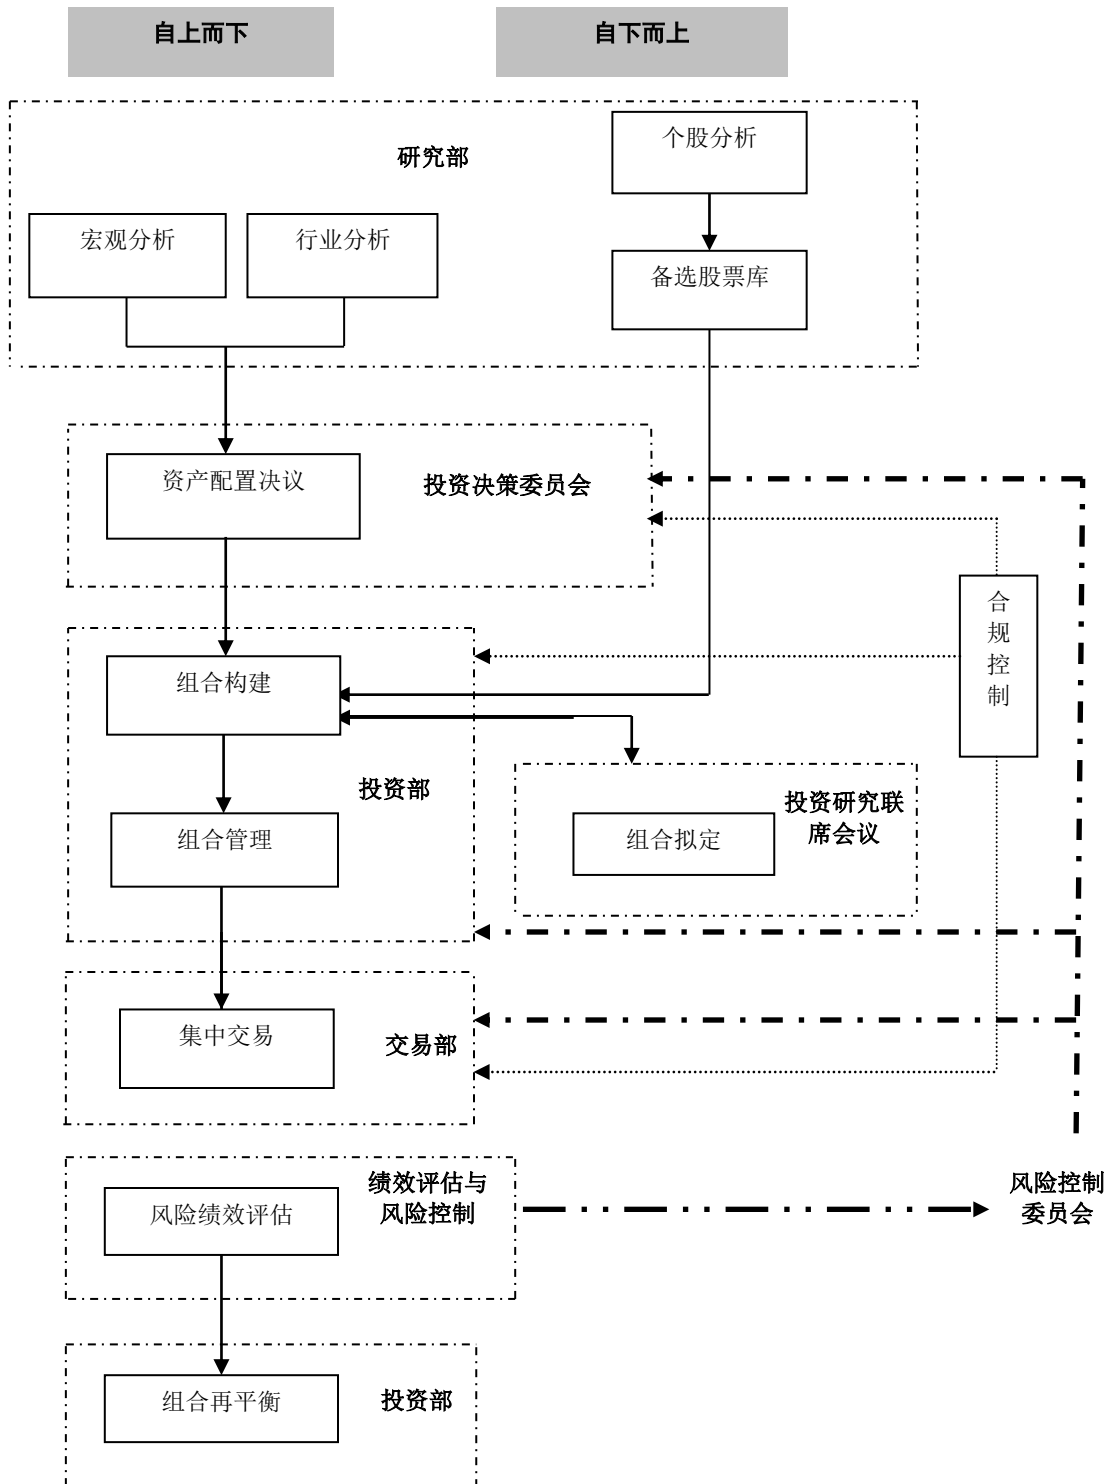 自上而下
自下而上
研究部
个股分析
宏观分析
行业分析
备选股票库
资产配置决议
投资决策委员会
合
规
控
制
组合构建
投资部
投资研究联
席会议
组合管理
组合拟定
集中交易
交易部
绩效评估与
风险控制
风险绩效评估
风险控制
委员会
组合再平衡
投资部